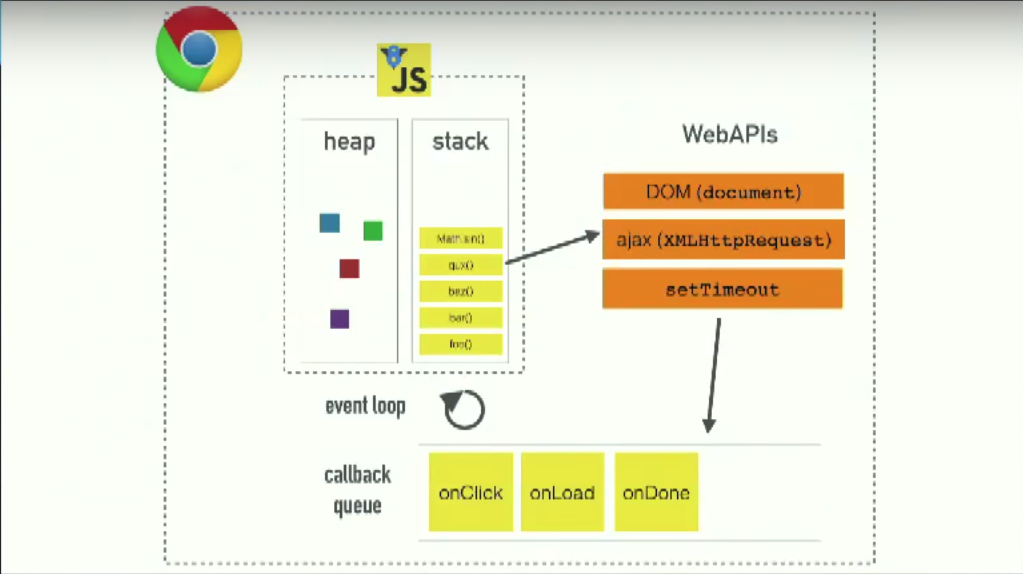 JS
heap
stack
Math.sin()
qux()
baz()
bar()
foo()
WebAPIs
DOM (document)
ajax (XMLHttpRequest)
setTimeout
event loop
callback
queue
onClick
onLoad
onDone